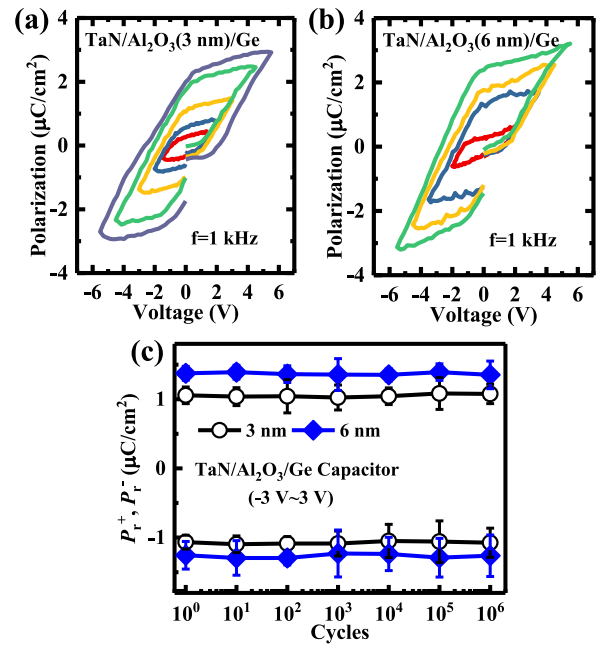 (a)
TaN/Al₂O₃(3 nm)/Ge
Polarization (μC/cm²)
4
2
0
-2
-4
f=1 kHz
-6 -4 -2 0 2 4 6
Voltage (V)
(b)
TaN/Al₂O₃(6 nm)/Ge
Polarization (μC/cm²)
4
2
0
-2
-4
f=1 kHz
-6 -4 -2 0 2 4 6
Voltage (V)
(c)
Pᵣ⁺, Pᵣ⁻ (μC/cm²)
1
0
-1
3 nm 6 nm
TaN/Al₂O₃/Ge Capacitor
(-3 V~3 V)
10⁰ 10¹ 10² 10³ 10⁴ 10⁵ 10⁶
Cycles